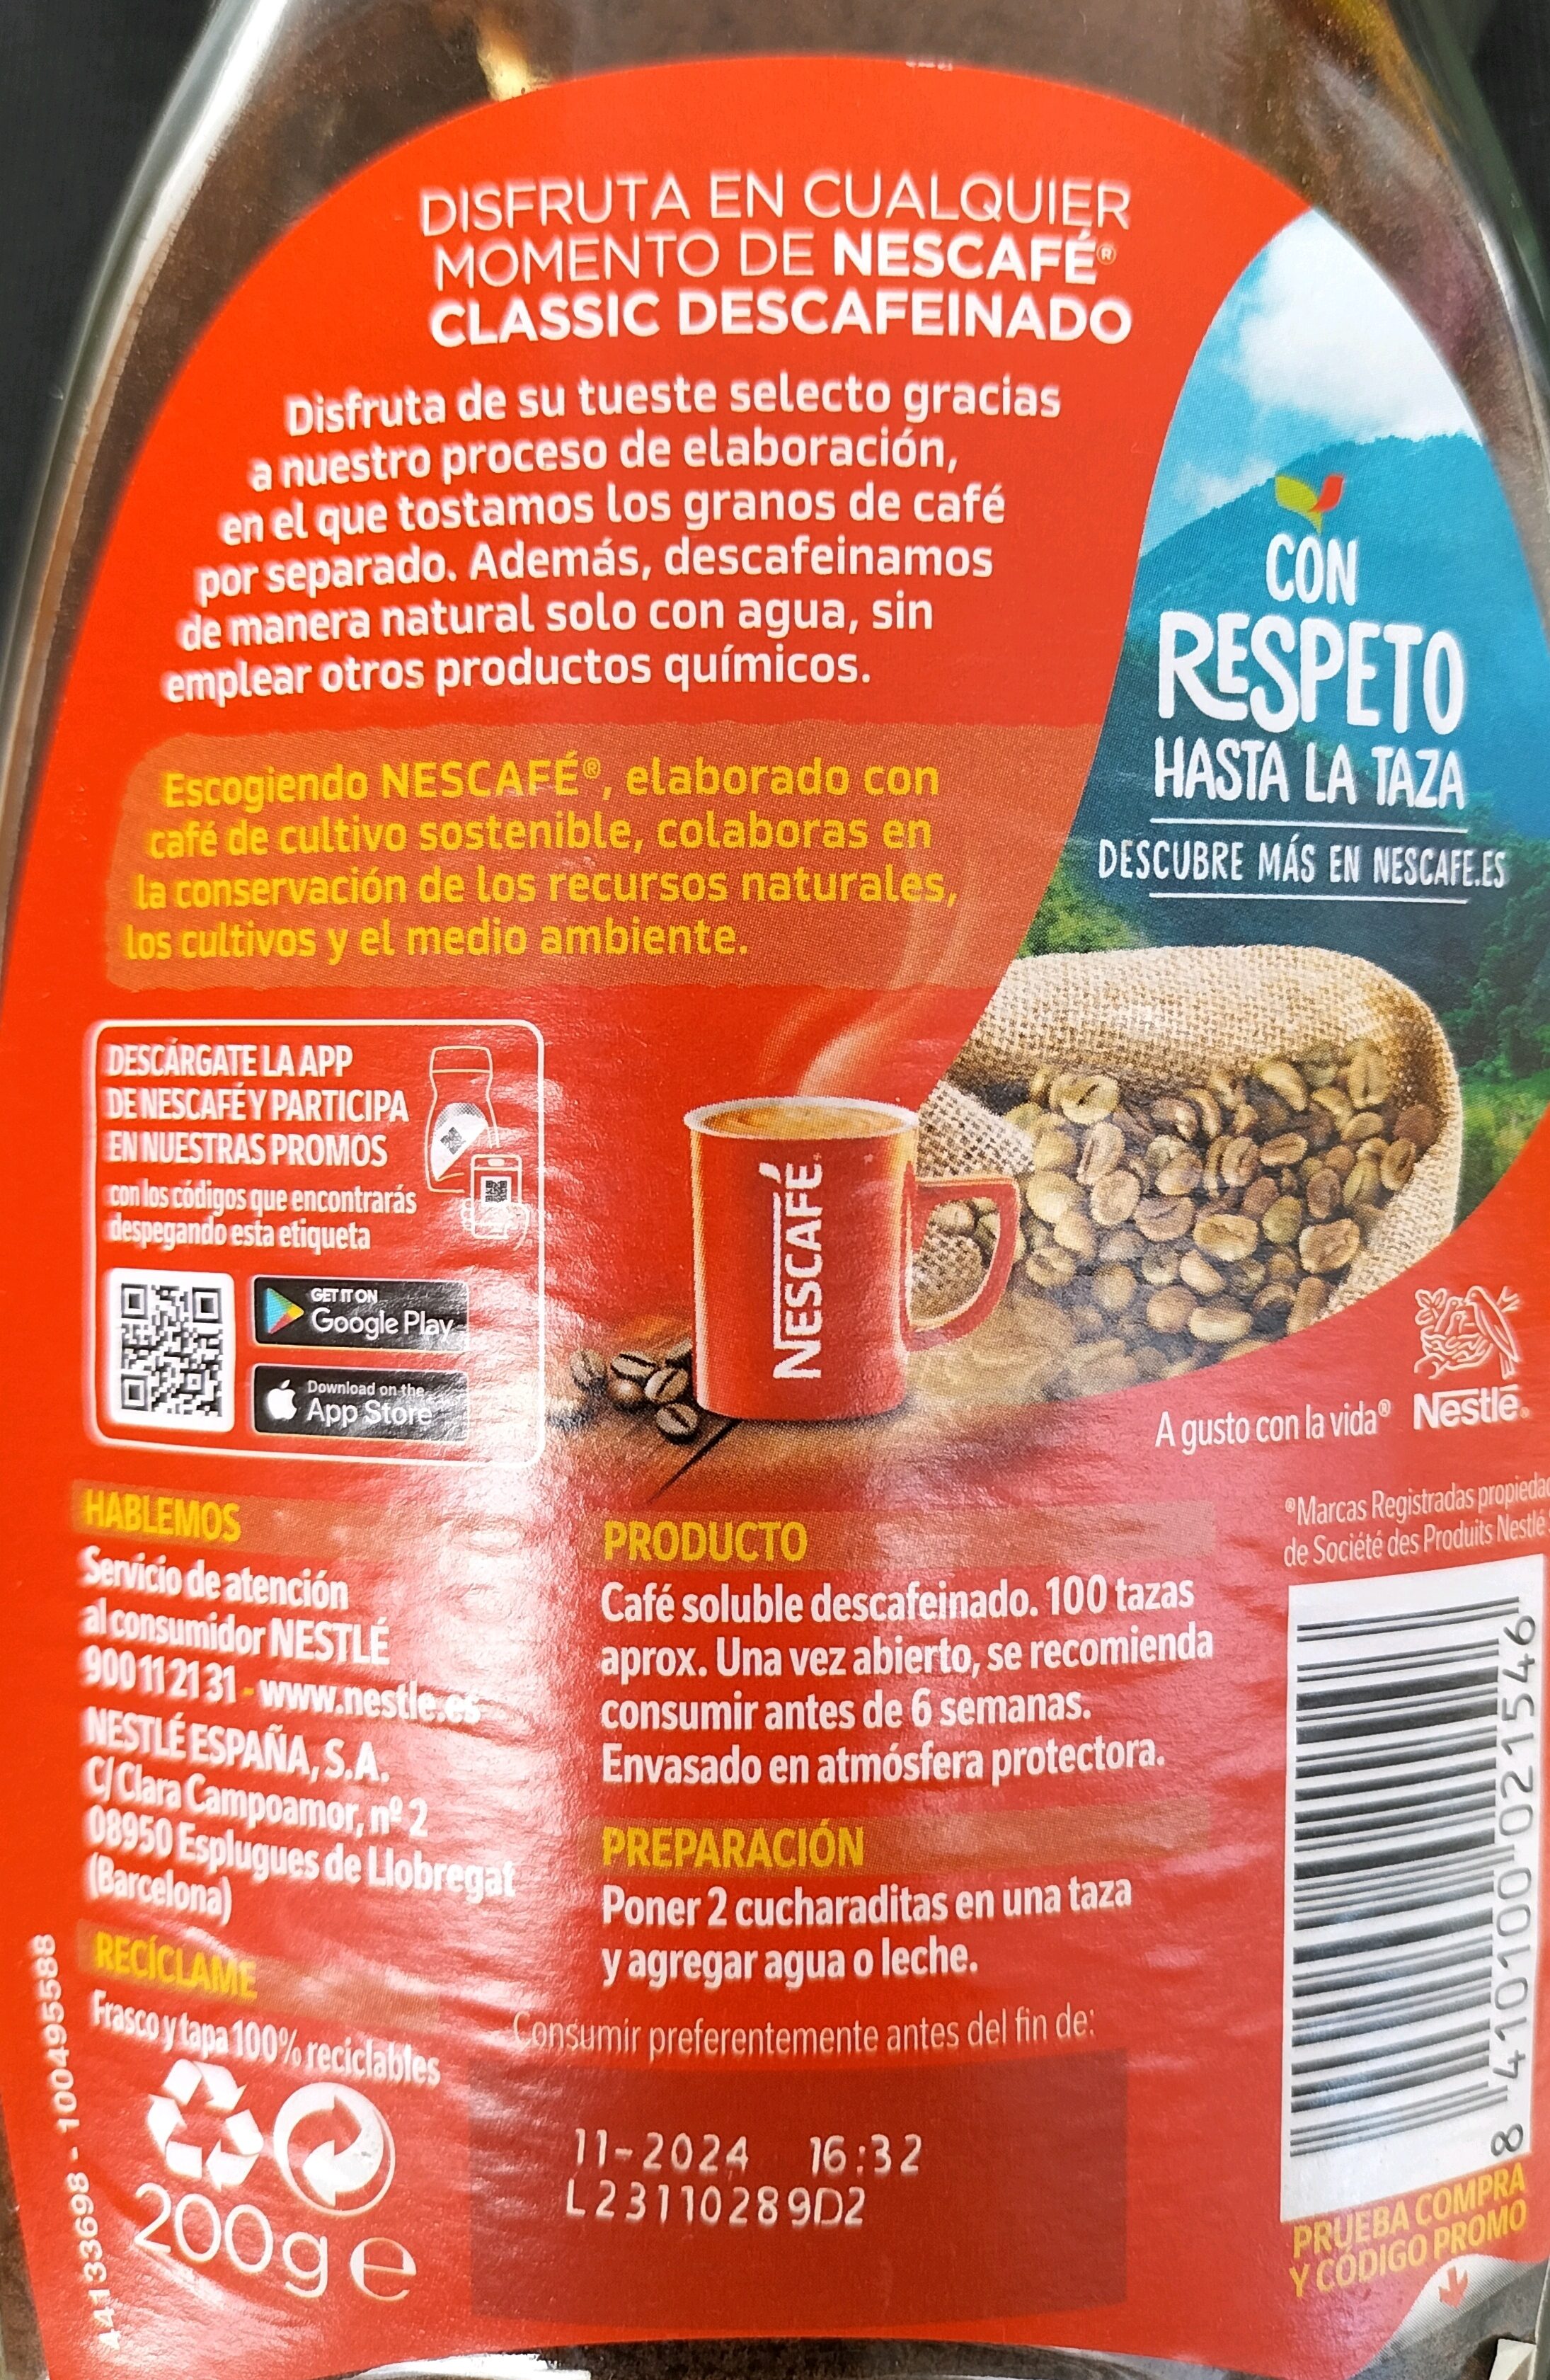 DISFRUTA EN CUALQUIER
MOMENTO DE NESCAFÉ®
CLASSIC DESCAFEINADO
Disfruta de su tueste selecto gracias
a nuestro proceso de elaboración,
en el que tostamos los granos de café
por separado. Además, descafeinamos
de manera natural solo con agua, sin
emplear otros productos químicos.
Escogiendo NESCAFÉ®, elaborado con
café de cultivo sostenible, colaboras en
la conservación de los recursos naturales,
los cultivos y el medio ambiente.
CON
RESPETO
HASTA LA TAZA
DESCUBRE MÁS EN NESCAFE.ES
DESCÁRGATE LA APP
DE NESCAFÉ Y PARTICIPA
EN NUESTRAS PROMOS
con los códigos que encontrarás
despegando esta etiqueta
GET IT ON
Google Play
Download on the
App Store
NESCAFÉ
A gusto con la vida® Nestlé®
®Marcas Registradas
de Société des Produits Nestlé
HABLEMOS
Servicio de atención
al consumidor NESTLÉ
900 11 21 31 - www.nestle.es
NESTLÉ ESPAÑA, S.A.
C/ Clara Campoamor, nº 2
08950 Esplugues de Llobregat
(Barcelona)
RECÍCLAME
Frasco y tapa 100% reciclables
200g e
44133698 - 100495588
PRODUCTO
Café soluble descafeinado. 100 tazas
aprox. Una vez abierto, se recomienda
consumir antes de 6 semanas.
Envasado en atmósfera protectora.
PREPARACIÓN
Poner 2 cucharaditas en una taza
y agregar agua o leche.
Consumir preferentemente antes del fin de:
11-2024 16:32
L23110289D2
8 410100 021546
PRUEBA COMPRA
Y CÓDIGO PROMO